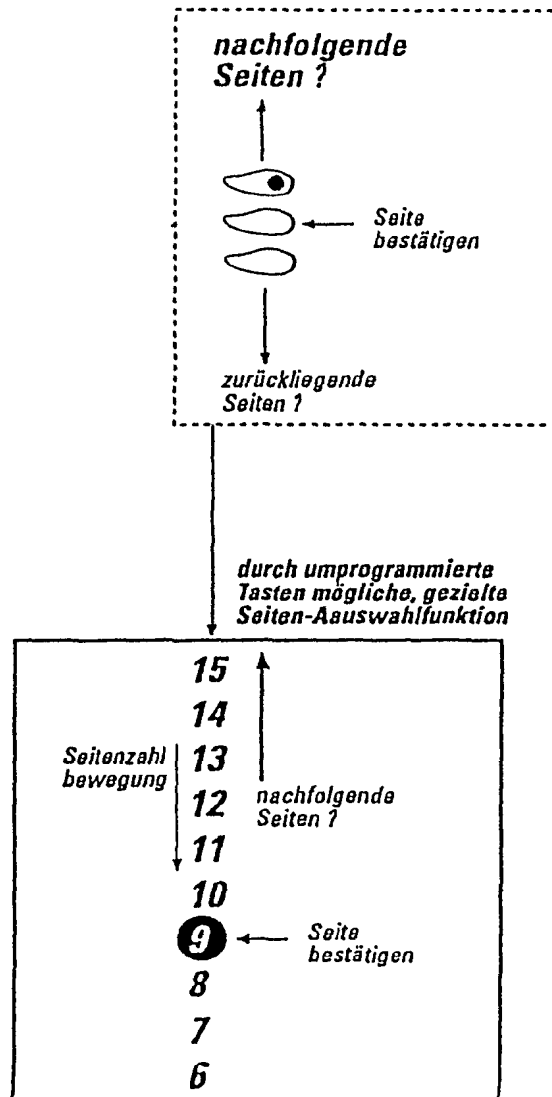 nachfolgende
Seiten ?
Seite
bestätigen
zurückliegende
Seiten ?
durch umprogrammierte
Tasten mögliche, gezielte
Seiten-Aauswahlfunktion
15
14
Seitenzahl
bewegung
13
12
nachfolgende
Seiten ?
11
10
9
Seite
bestätigen
8
7
6